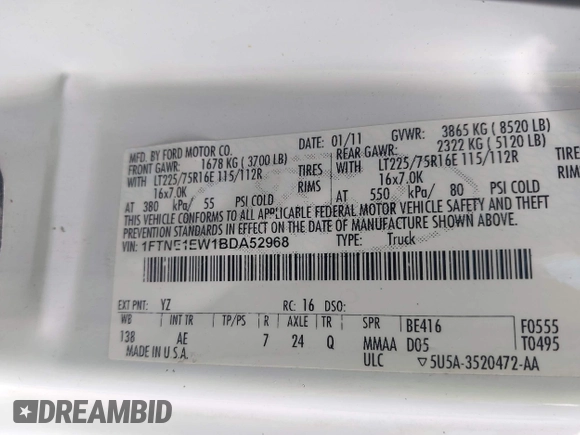 MFD. BY FORD MOTOR CO.
DATE: 01/11 GVWR: 3865 KG ( 8520 LB)
FRONT GAWR: 1678 KG ( 3700 LB) REAR GAWR: 2322 KG ( 5120 LB)
WITH LT225/75R16E 115/112R TIRES WITH LT225/75R16E 115/112R
16x7.0K RIMS 16x7.0K
AT 380 kPa/ 55 PSI COLD AT 550 kPa/ 80 PSI COLD
THIS VEHICLE CONFORMS TO ALL APPLICABLE FEDERAL MOTOR VEHICLE SAFETY AND THEFT
PREVENTION STANDARDS IN EFFECT ON THE DATE OF MANUFACTURE SHOWN ABOVE.
VIN: 1FTNE1EW1BDA52968 TYPE: Truck
EXT PNT: YZ RC: 16 DSO:
WB INT TR TP/PS R AXLE TR SPR BE416 F0555
138 AE 7 24 Q MMAA D05 T0495
MADE IN U.S.A. ULC 5U5A-3520472-AA
DREAMBID